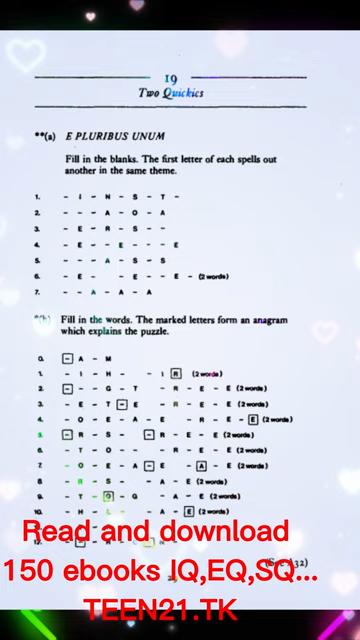 19
Two Quickies
**(a) E PLURIBUS UNUM
Fill in the blanks. The first letter of each spells out
another in the same theme.
1. - I - N - S - T -
2. - - - A - O - A
3. - E - R - S - -
4. - E - - E - - - E
5. - - - A - S - S
6. - E - - E - - E - (2 words)
7. - - A - A - A
*(b) Fill in the words. The marked letters form an anagram
which explains the puzzle.
0. - A - M
1. - I - H - - I R (2 words)
2. - - - G - T - R - E - E (2 words)
3. - E - T - E - R - E - E (2 words)
4. - O - E - A - E - R - E - E (2 words)
5. - R - S - - R - E - E (2 words)
6. - T - O - - - R - E - E (2 words)
7. - O - E - A - E - A - E (2 words)
8. - R - S - - A - E (2 words)
9. - T - O - G - A - E (2 words)
10. - H - L - - A - E (2 words)
Read and download
150 ebooks IQ,EQ,SQ...
TEEN21.TK